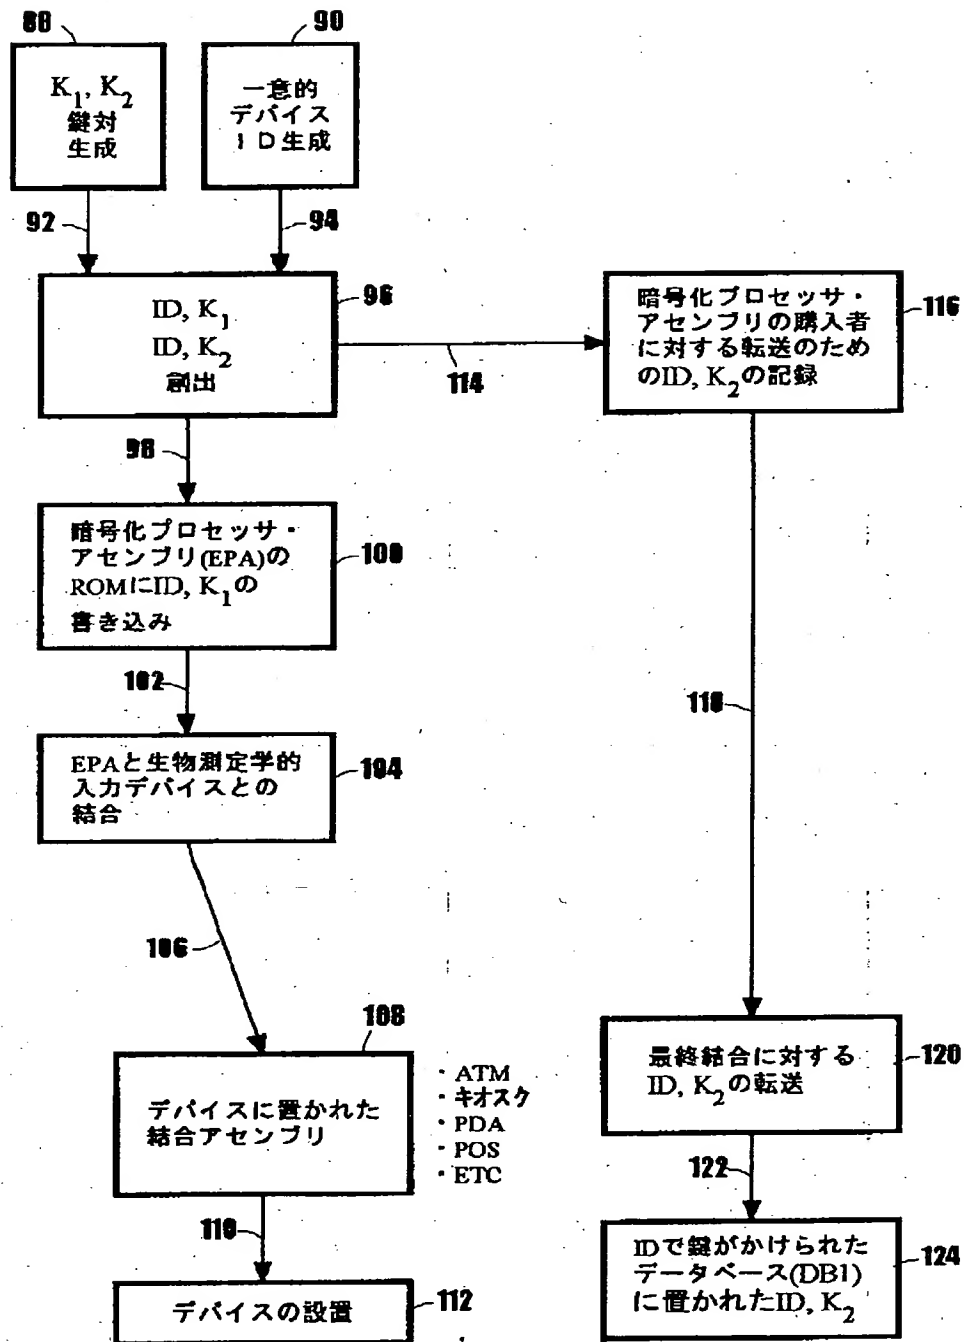 88
K1, K2
鍵対
生成
90
一意的
デバイス
ID生成
92
94
96
ID, K1
ID, K2
創出
114
116
暗号化プロセッサ・
アセンブリの購入者
に対する転送のため
のID, K2の記録
98
100
暗号化プロセッサ・
アセンブリ(EPA)の
ROMにID, K1の
書き込み
102
104
EPAと生物測定学的
入力デバイスとの
結合
118
106
108
デバイスに置かれた
結合アセンブリ
・ATM
・キオスク
・PDA
・POS
・ETC
120
最終結合に対する
ID, K2の転送
110
122
112
デバイスの設置
124
IDで鍵がかけられた
データベース(DB1)
に置かれたID, K2